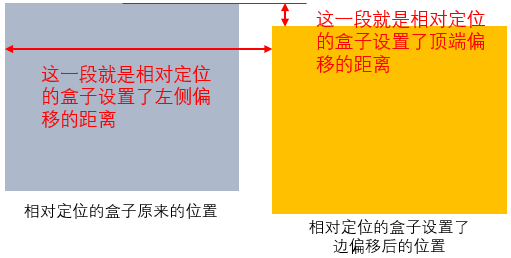 这一段就是相对定位
的盒子设置了左侧偏
移的距离
相对定位的盒子原来的位置
这一段就是相对定位
的盒子设置了顶端偏
移的距离
相对定位的盒子设置了
边偏移后的位置